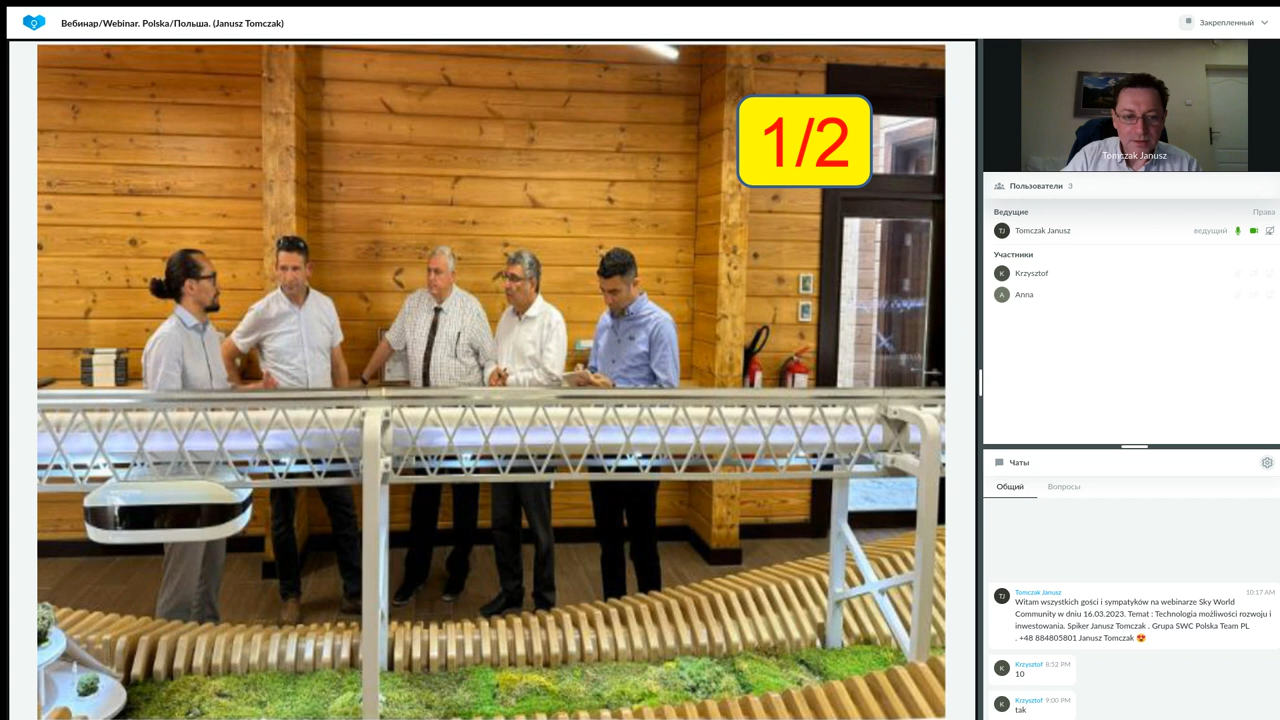 Вебинар/Webinar. Polska/Польша. (Janusz Tomczak)
Закрепленный
1/2
Tomczak Janusz
Пользователи 3
Ведущие
Права
TJ
Tomczak Janusz
ведущий
Участники
K
Krzysztof
A
Anna
Чаты
Общий
Вопросы
TJ
Tomczak Janusz
10:17 AM
Witam wszystkich gości i sympatyków na webinarze Sky World
Community w dniu 16.03.2023. Temat : Technologia możliwości rozwoju i
inwestowania. Spiker Janusz Tomczak . Grupa SWC Polska Team PL
. +48 884805801 Janusz Tomczak 😍
K
Krzysztof 8:52 PM
10
K
Krzysztof 9:00 PM
tak